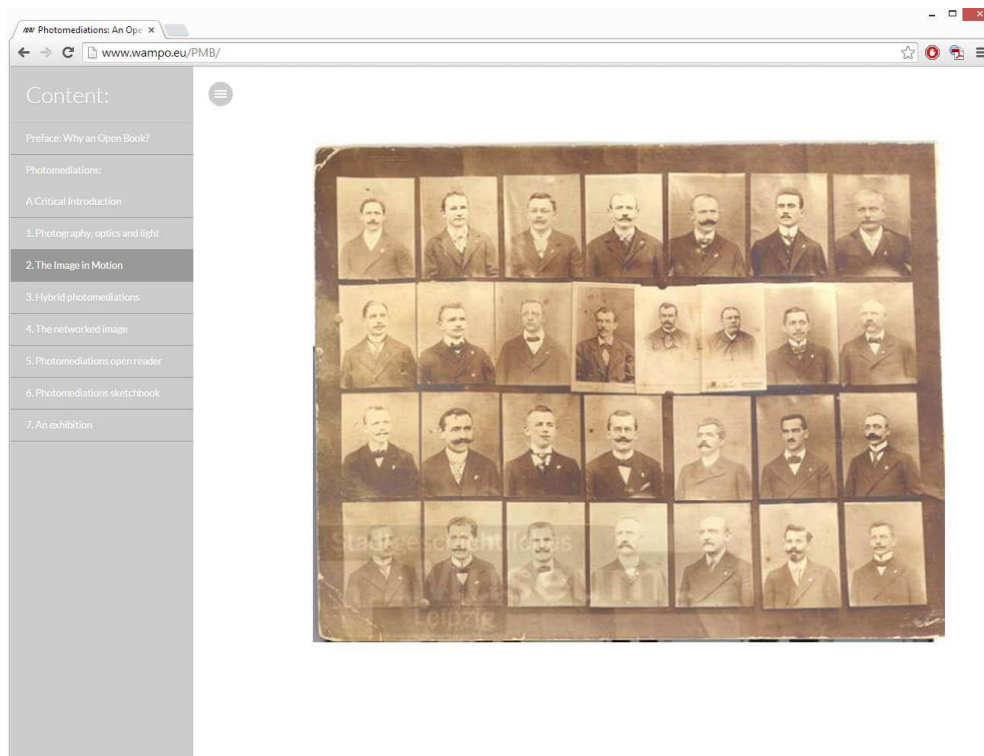 Photomediations: An Ope
www.wampo.eu/PMB/
Content:
Preface: Why an Open Book?
Photomediations:
A Critical Introduction
1. Photography, optics and light
2. The Image in Motion
3. Hybrid photomediations
4. The networked image
5. Photomediations open reader
6. Photomediations sketchbook
7. An exhibition
Stadtgeschichtliches
Museum
Leipzig